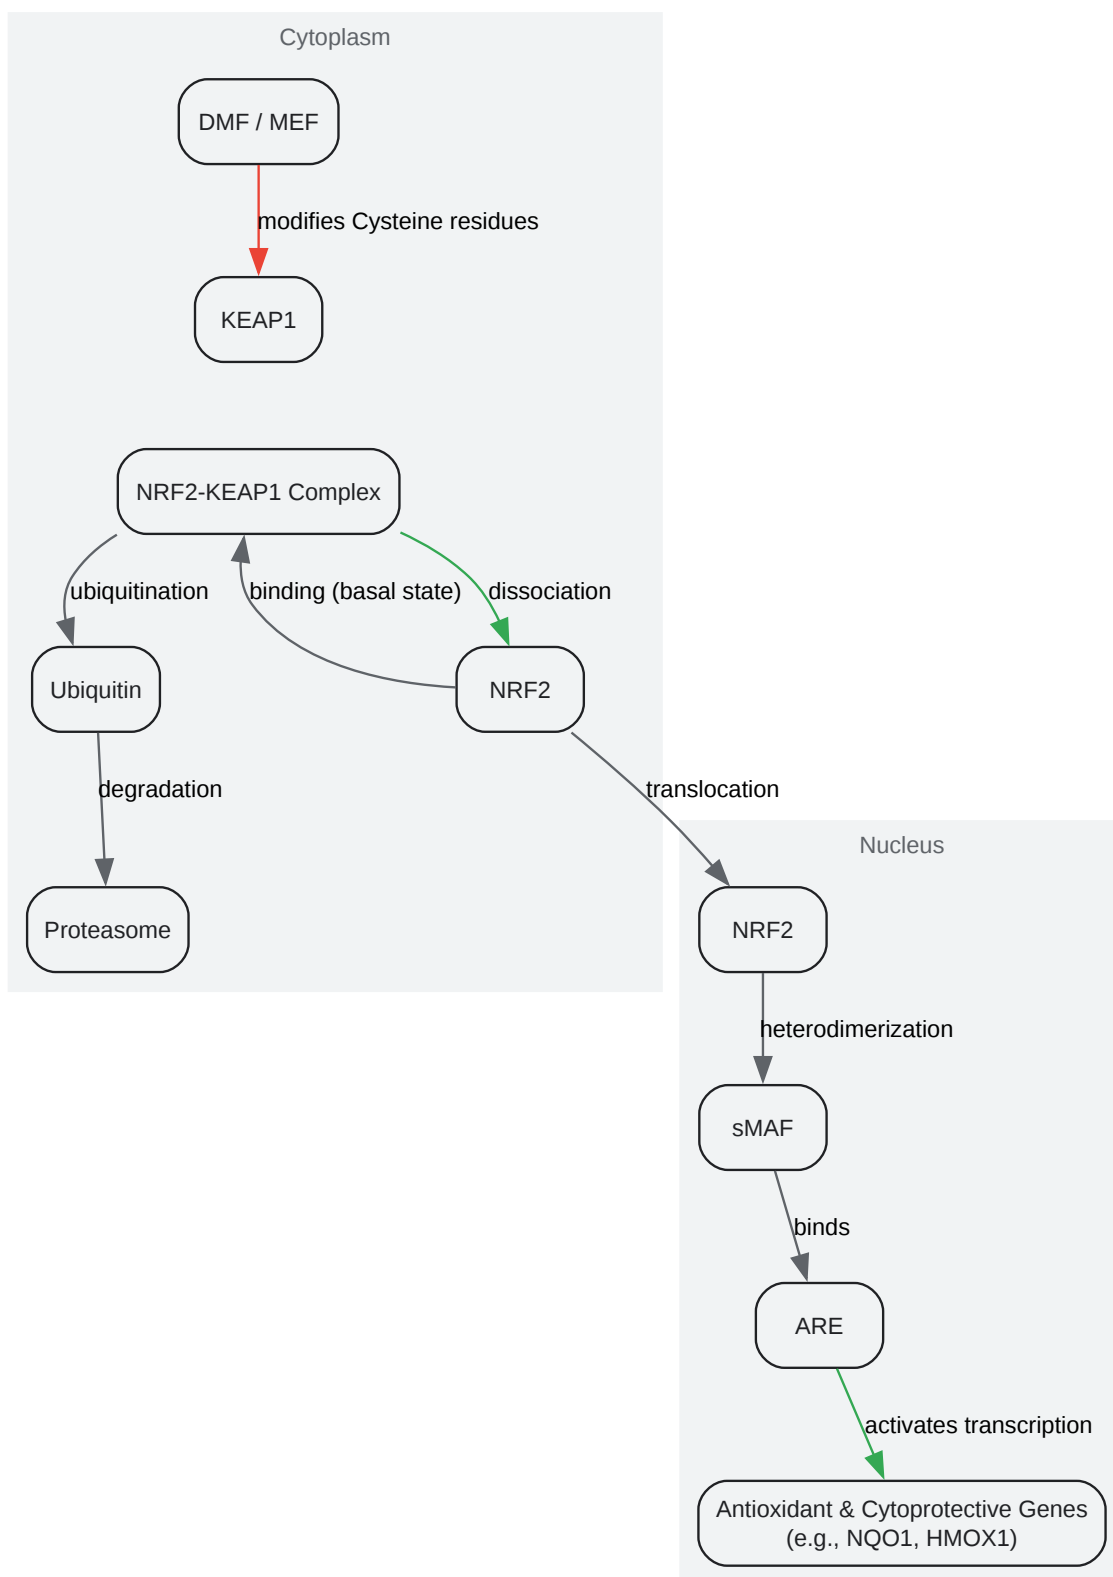 Cytoplasm
DMF / MEF
modifies Cysteine residues
KEAP1
NRF2-KEAP1 Complex
ubiquitination
binding (basal state)
dissociation
Ubiquitin
NRF2
degradation
translocation
Nucleus
Proteasome
NRF2
heterodimerization
sMAF
binds
ARE
activates transcription
Antioxidant & Cytoprotective Genes
(e.g., NQO1, HMOX1)